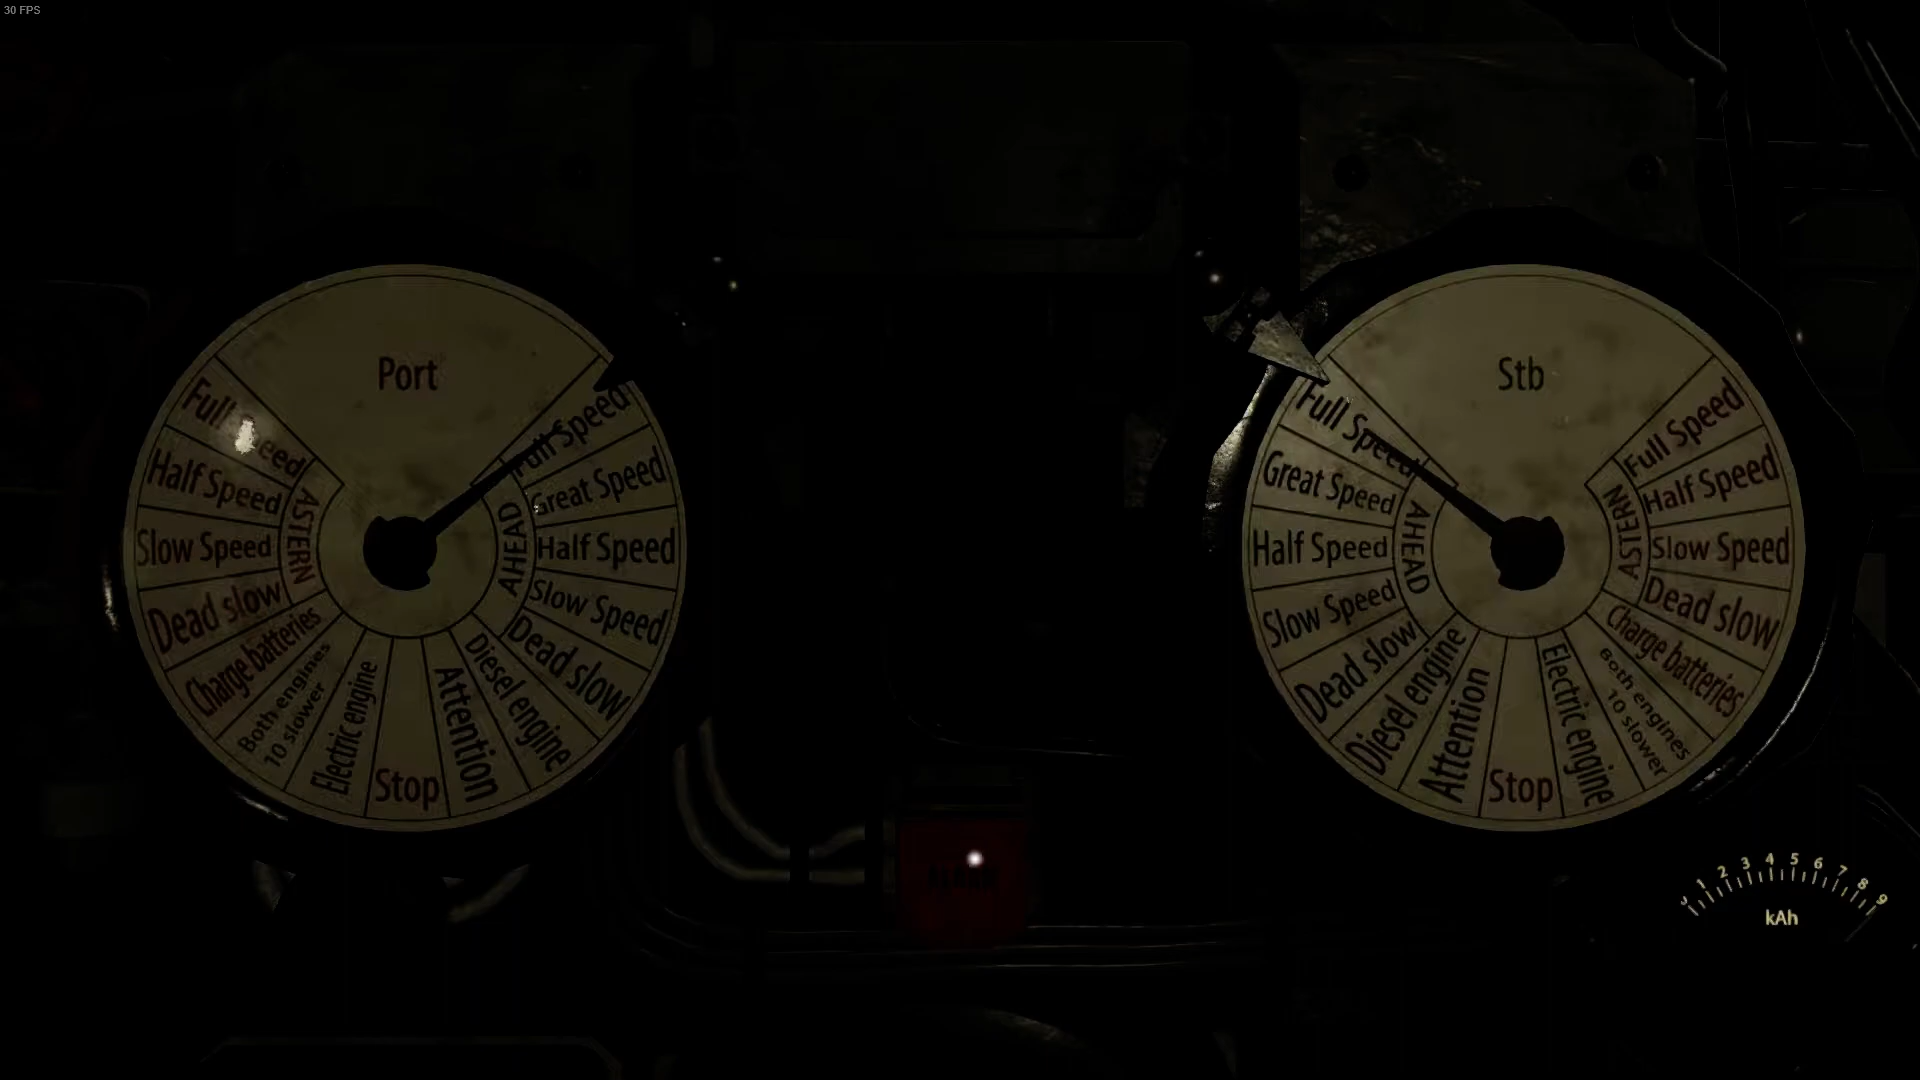 30 FPS
Port
Full Speed
Half Speed
Slow Speed
Dead slow
ASTERN
Charge batteries
Both engines
10 slower
Electric engine
Stop
Attention
Diesel engine
Dead slow
Slow Speed
Half Speed
Great Speed
Full Speed
AHEAD
Stb
Full Speed
Great Speed
Half Speed
Slow Speed
Dead slow
AHEAD
Diesel engine
Attention
Stop
Electric engine
Both engines
10 slower
Charge batteries
Dead slow
Slow Speed
Half Speed
Full Speed
ASTERN
1 2 3 4 5 6 7 8 9
kAh